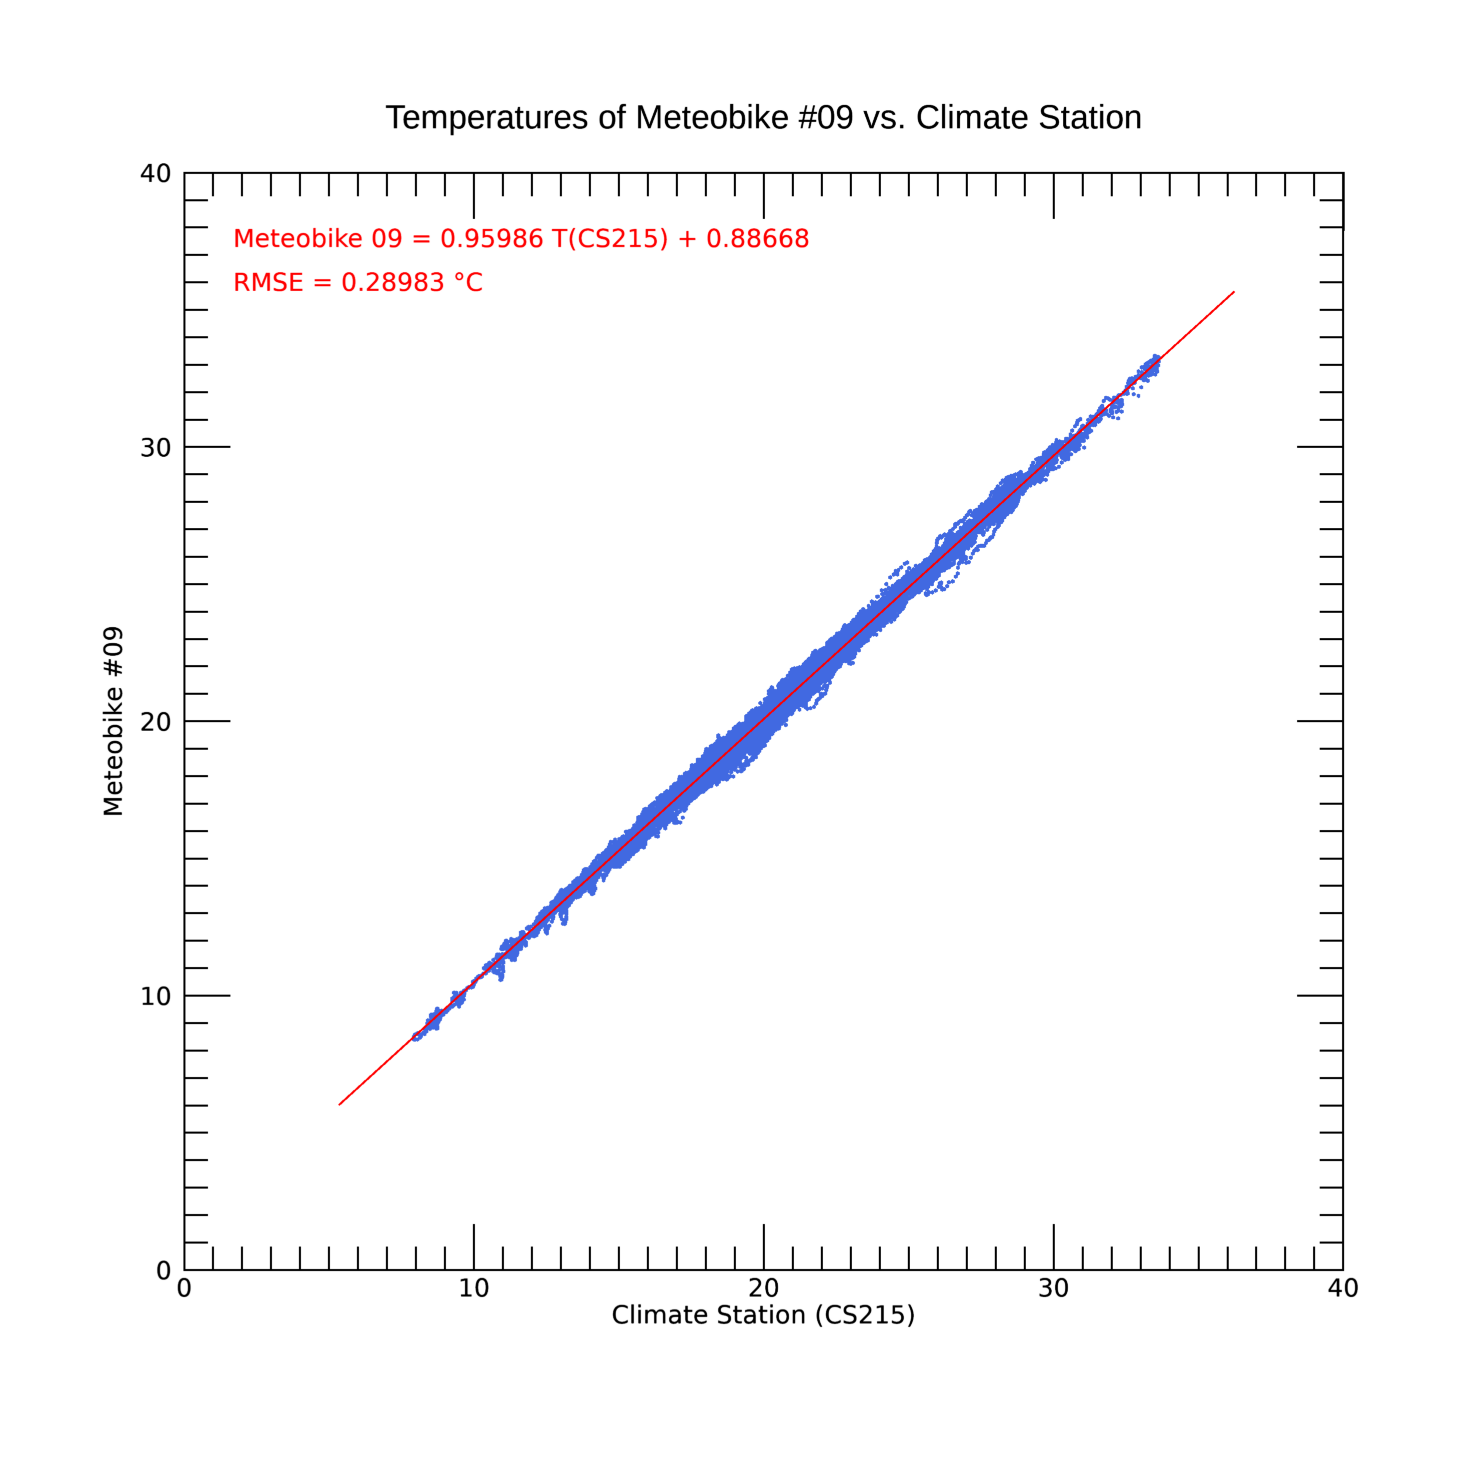 Temperatures of Meteobike #09 vs. Climate Station
Meteobike 09 = 0.95986 T(CS215) + 0.88668
RMSE = 0.28983 °C
40
30
20
10
0
Meteobike #09
0 10 20 30 40
Climate Station (CS215)